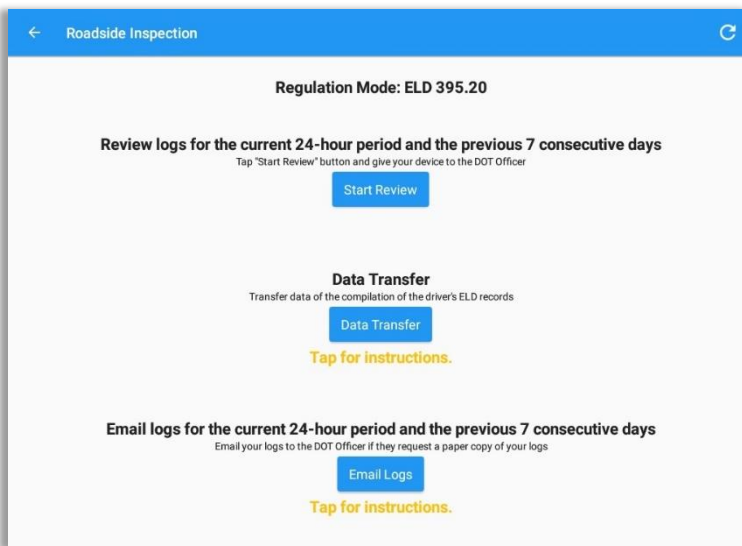 Roadside Inspection
Regulation Mode: ELD 395.20
Review logs for the current 24-hour period and the previous 7 consecutive days
Tap "Start Review" button and give your device to the DOT Officer
Start Review
Data Transfer
Transfer data of the compilation of the driver's ELD records
Data Transfer
Tap for instructions.
Email logs for the current 24-hour period and the previous 7 consecutive days
Email your logs to the DOT Officer if they request a paper copy of your logs
Email Logs
Tap for instructions.